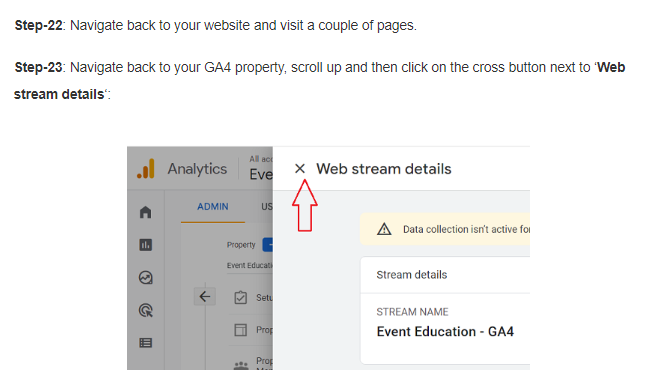 Step-22: Navigate back to your website and visit a couple of pages.
Step-23: Navigate back to your GA4 property, scroll up and then click on the cross button next to ‘Web
stream details‘:
All acc
Analytics
Eve
Web stream details
ADMIN
US
Data collection isn't active for
Property
Event Educati
Stream details
Setu
STREAM NAME
Event Education - GA4
Prop
Prop